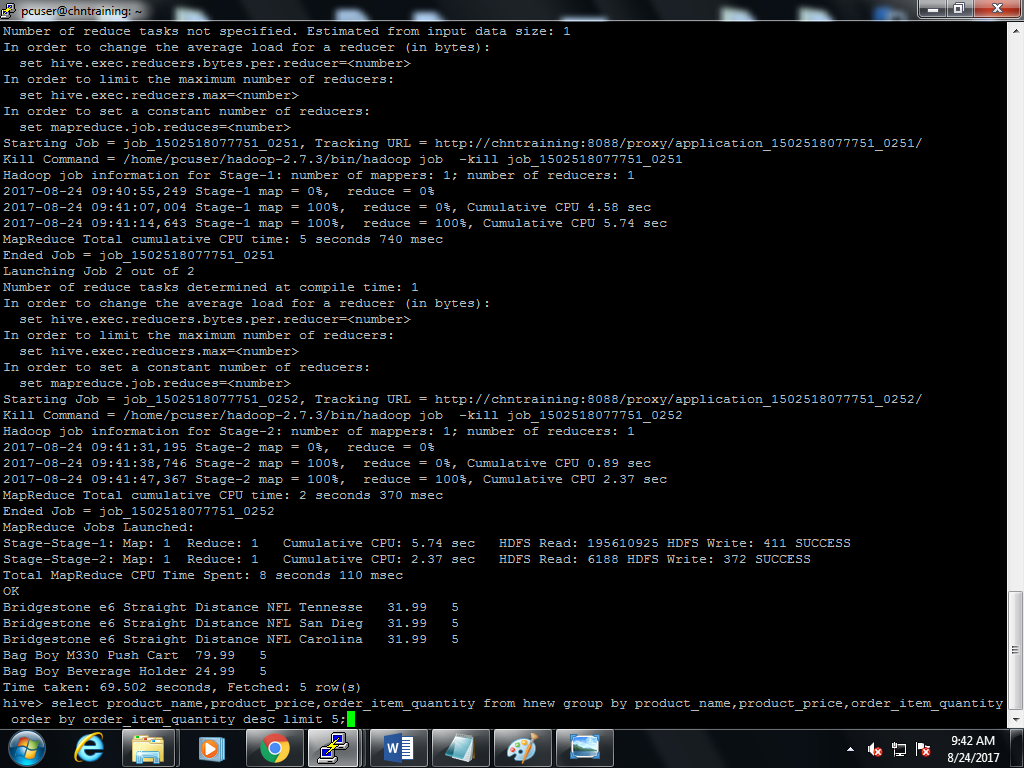 pcuser@chntraining: ~
Number of reduce tasks not specified. Estimated from input data size: 1
In order to change the average load for a reducer (in bytes):
  set hive.exec.reducers.bytes.per.reducer=<number>
In order to limit the maximum number of reducers:
  set hive.exec.reducers.max=<number>
In order to set a constant number of reducers:
  set mapreduce.job.reduces=<number>
Starting Job = job_1502518077751_0251, Tracking URL = http://chntraining:8088/proxy/application_1502518077751_0251/
Kill Command = /home/pcuser/hadoop-2.7.3/bin/hadoop job  -kill job_1502518077751_0251
Hadoop job information for Stage-1: number of mappers: 1; number of reducers: 1
2017-08-24 09:40:55,249 Stage-1 map = 0%,  reduce = 0%
2017-08-24 09:41:07,004 Stage-1 map = 100%,  reduce = 0%, Cumulative CPU 4.58 sec
2017-08-24 09:41:14,643 Stage-1 map = 100%,  reduce = 100%, Cumulative CPU 5.74 sec
MapReduce Total cumulative CPU time: 5 seconds 740 msec
Ended Job = job_1502518077751_0251
Launching Job 2 out of 2
Number of reduce tasks determined at compile time: 1
In order to change the average load for a reducer (in bytes):
  set hive.exec.reducers.bytes.per.reducer=<number>
In order to limit the maximum number of reducers:
  set hive.exec.reducers.max=<number>
In order to set a constant number of reducers:
  set mapreduce.job.reduces=<number>
Starting Job = job_1502518077751_0252, Tracking URL = http://chntraining:8088/proxy/application_1502518077751_0252/
Kill Command = /home/pcuser/hadoop-2.7.3/bin/hadoop job  -kill job_1502518077751_0252
Hadoop job information for Stage-2: number of mappers: 1; number of reducers: 1
2017-08-24 09:41:31,195 Stage-2 map = 0%,  reduce = 0%
2017-08-24 09:41:38,746 Stage-2 map = 100%,  reduce = 0%, Cumulative CPU 0.89 sec
2017-08-24 09:41:47,367 Stage-2 map = 100%,  reduce = 100%, Cumulative CPU 2.37 sec
MapReduce Total cumulative CPU time: 2 seconds 370 msec
Ended Job = job_1502518077751_0252
MapReduce Jobs Launched:
Stage-Stage-1: Map: 1  Reduce: 1   Cumulative CPU: 5.74 sec   HDFS Read: 195610925 HDFS Write: 411 SUCCESS
Stage-Stage-2: Map: 1  Reduce: 1   Cumulative CPU: 2.37 sec   HDFS Read: 6188 HDFS Write: 372 SUCCESS
Total MapReduce CPU Time Spent: 8 seconds 110 msec
OK
Bridgestone e6 Straight Distance NFL Tennesse   31.99   5
Bridgestone e6 Straight Distance NFL San Dieg   31.99   5
Bridgestone e6 Straight Distance NFL Carolina   31.99   5
Bag Boy M330 Push Cart  79.99   5
Bag Boy Beverage Holder 24.99   5
Time taken: 69.502 seconds, Fetched: 5 row(s)
hive> select product_name,product_price,order_item_quantity from hnew group by product_name,product_price,order_item_quantity
 order by order_item_quantity desc limit 5;
9:42 AM
8/24/2017